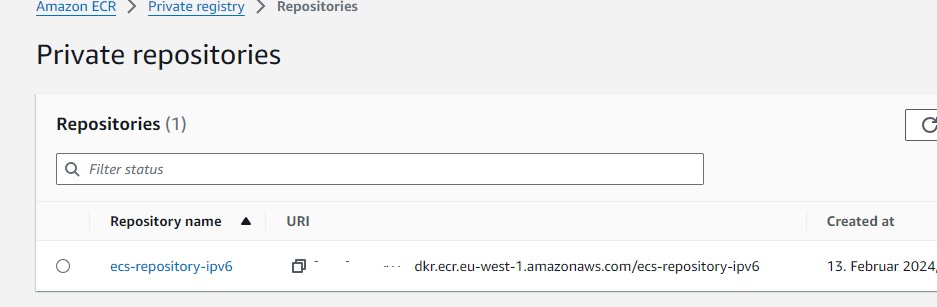 Amazon ECR > Private registry > Repositories
Private repositories
Repositories (1)
Filter status
Repository name ▲ URI Created at
ecs-repository-ipv6 dkr.ecr.eu-west-1.amazonaws.com/ecs-repository-ipv6 13. Februar 2024,